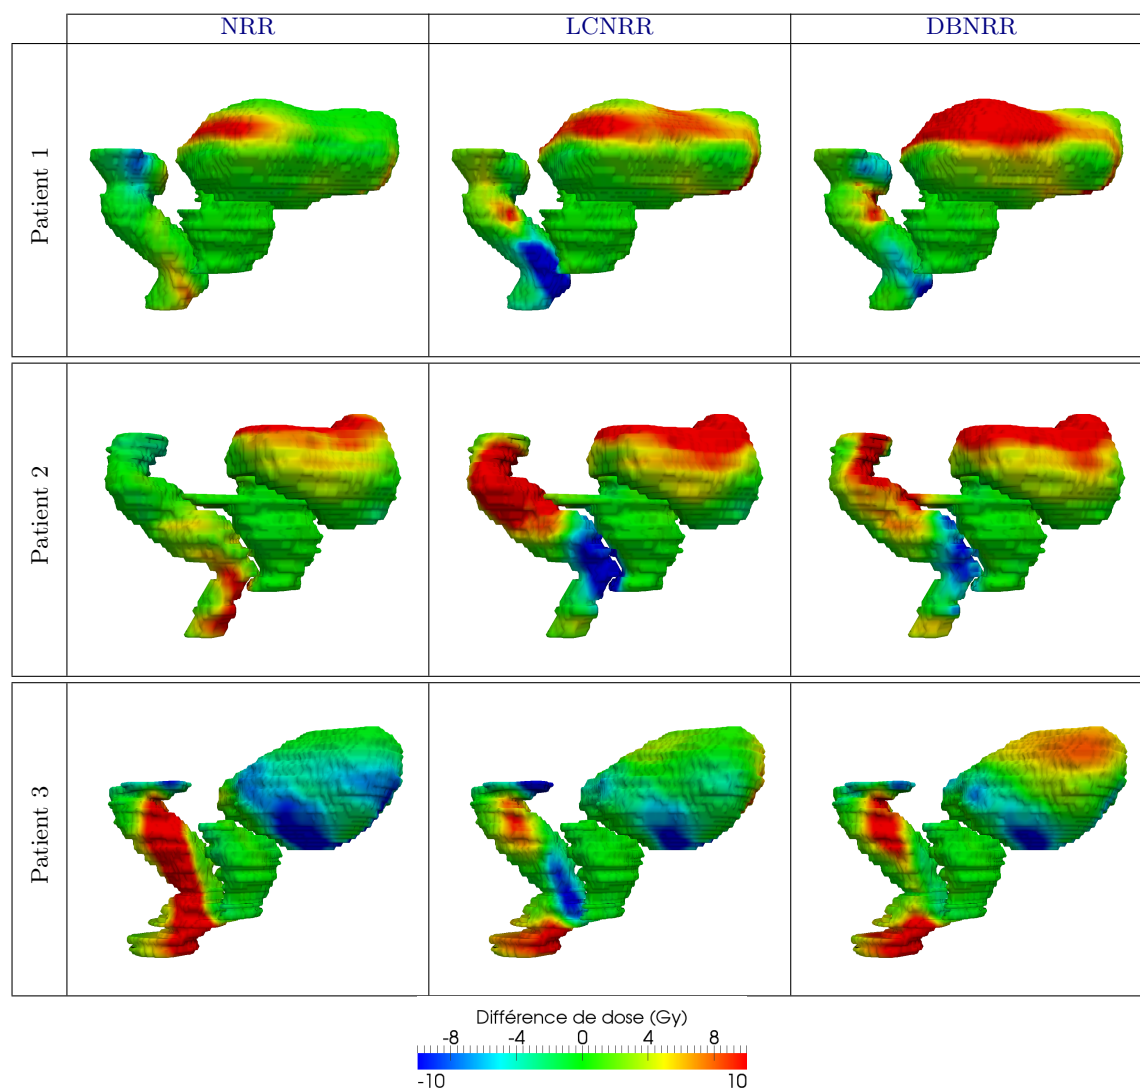 NRR LCNRR DBNRR
Patient 1
Patient 2
Patient 3
Différence de dose (Gy)
-8 -4 0 4 8
-10 10